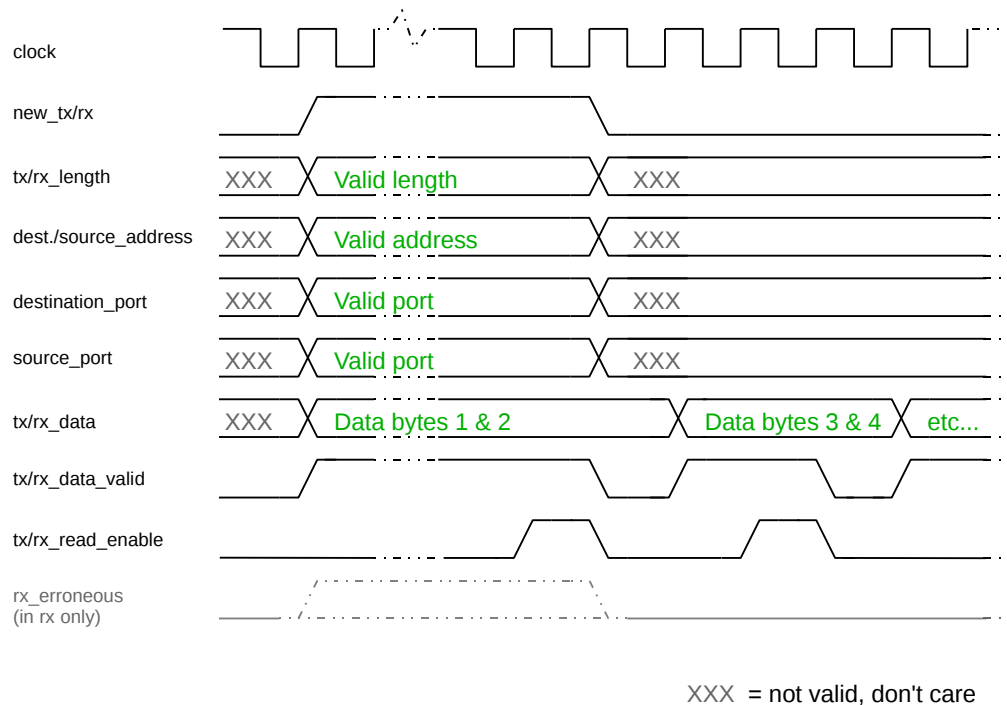 clock
new_tx/rx
tx/rx_length XXX Valid length XXX
dest./source_address XXX Valid address XXX
destination_port XXX Valid port XXX
source_port XXX Valid port XXX
tx/rx_data XXX Data bytes 1 & 2 Data bytes 3 & 4 etc...
tx/rx_data_valid
tx/rx_read_enable
rx_erroneous
(in rx only)
XXX = not valid, don't care